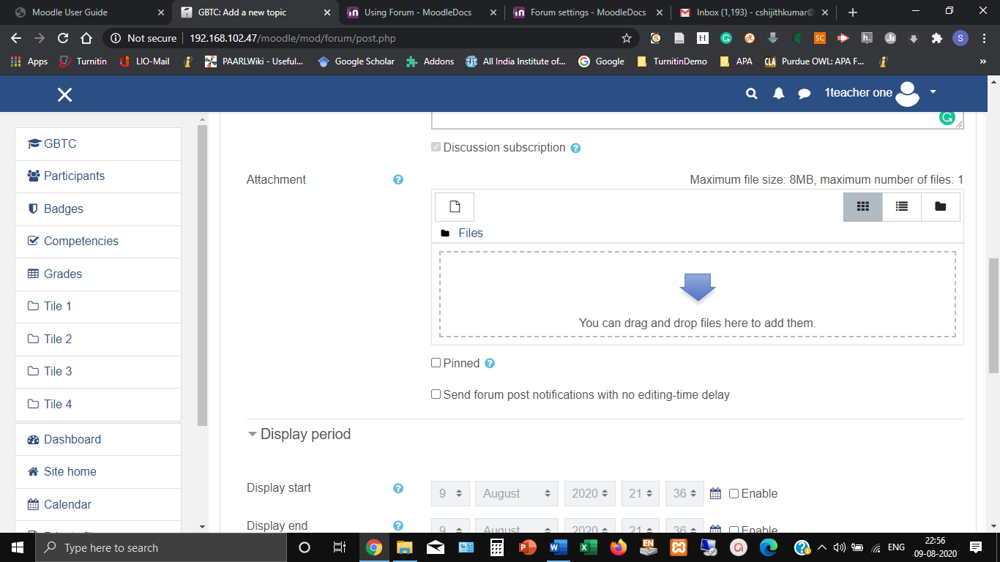 Moodle User Guide
GBTC: Add a new topic
Using Forum - MoodleDocs
Forum settings - MoodleDocs
Inbox (1,193) - cshijithkumar@
Not secure
192.168.102.47/moodle/mod/forum/post.php
SC
S
Apps
Turnitin
LIO-Mail
PAARLWiki - Useful...
Google Scholar
Addons
All India Institute of...
Google
TurnitinDemo
APA
Purdue OWL: APA F...
1teacher one
GBTC
Participants
Badges
Competencies
Grades
Tile 1
Tile 2
Tile 3
Tile 4
Dashboard
Site home
Calendar
Discussion subscription
Attachment
Maximum file size: 8MB, maximum number of files: 1
Files
You can drag and drop files here to add them.
Pinned
Send forum post notifications with no editing-time delay
Display period
Display start
9 August 2020 21 36 Enable
Display end
9 August 2020 21 36 Enable
Type here to search
ENG
22:56
09-08-2020